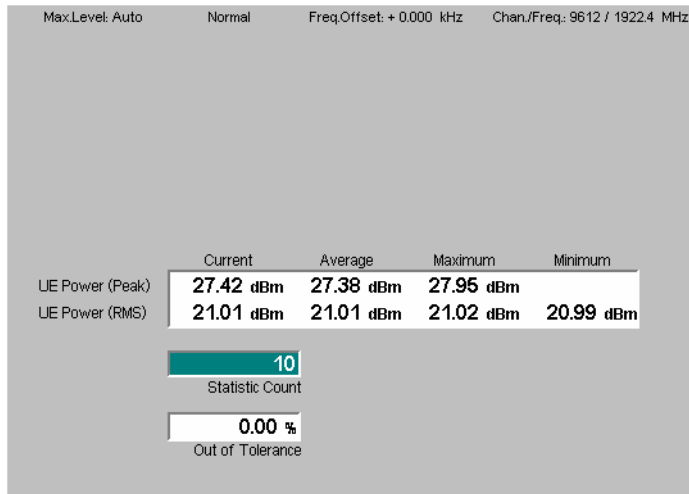 Max.Level: Auto Normal Freq.Offset: + 0.000 kHz Chan./Freq.: 9612 / 1922.4 MHz
Current Average Maximum Minimum
UE Power (Peak) 27.42 dBm 27.38 dBm 27.95 dBm
UE Power (RMS) 21.01 dBm 21.01 dBm 21.02 dBm 20.99 dBm
10
Statistic Count
0.00 %
Out of Tolerance